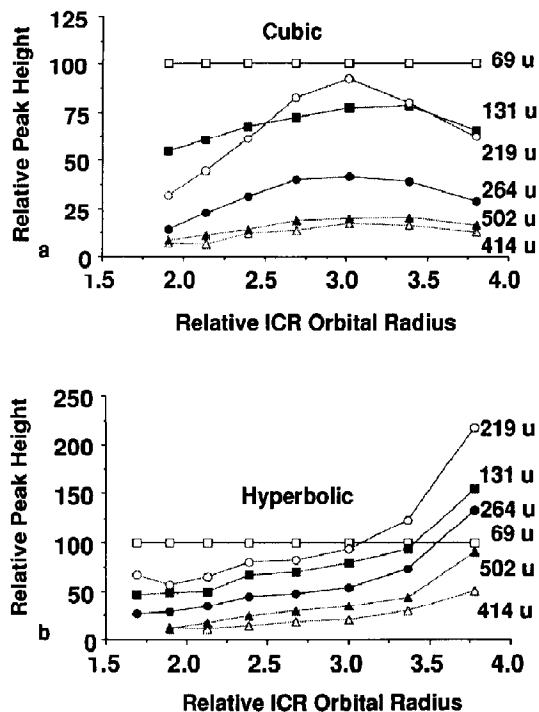 125
Cubic
69 u
100
131 u
75
219 u
50
264 u
25
502 u
a
0
414 u
1.5 2.0 2.5 3.0 3.5 4.0
Relative Peak Height
Relative ICR Orbital Radius
250
219 u
200
131 u
150
Hyperbolic
264 u
100
69 u
50
502 u
b
0
414 u
1.5 2.0 2.5 3.0 3.5 4.0
Relative Peak Height
Relative ICR Orbital Radius